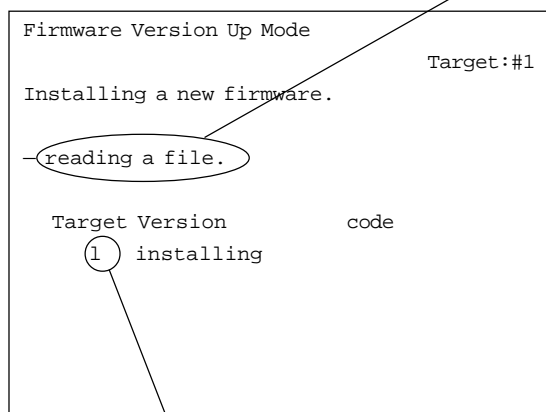 Firmware Version Up Mode
Target:#1
Installing a new firmware.
—reading a file.
Target Version code
1 installing